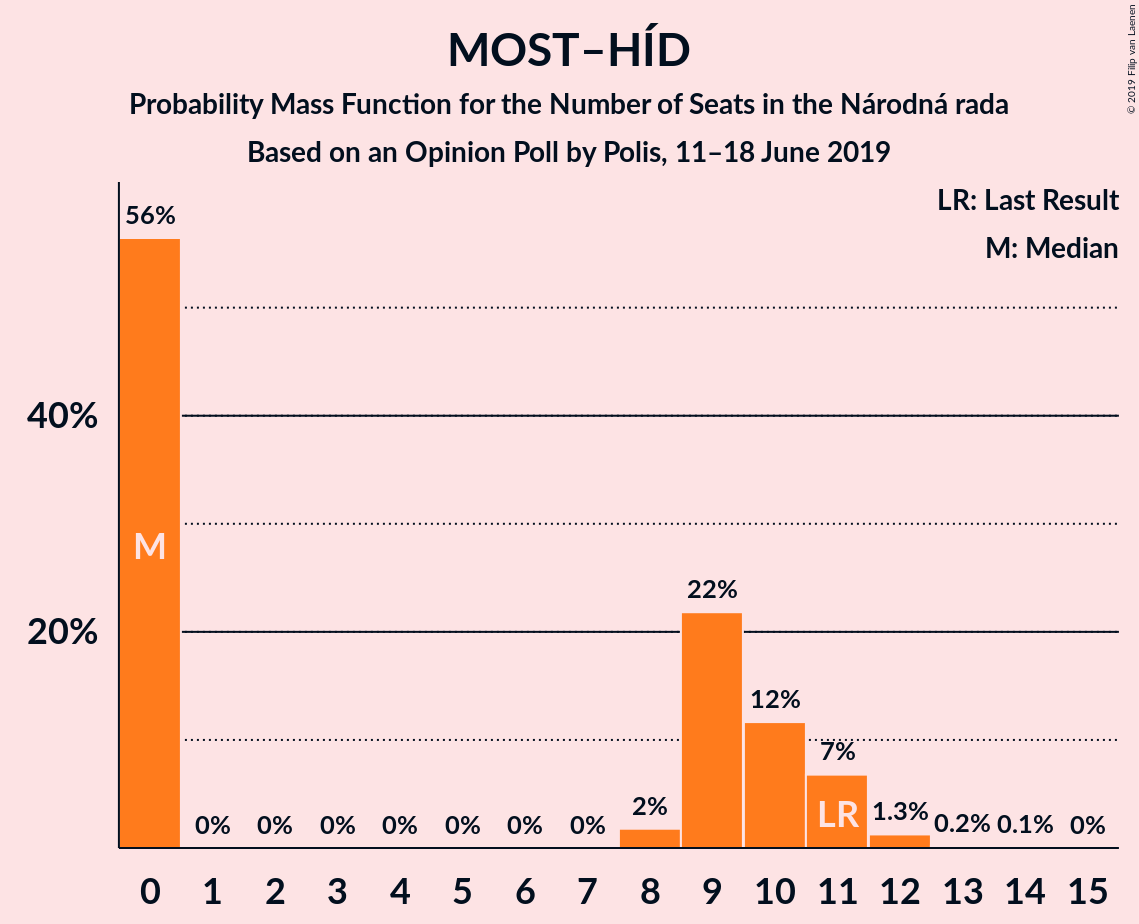 MOST–HÍD
Probability Mass Function for the Number of Seats in the Národná rada
Based on an Opinion Poll by Polis, 11–18 June 2019
© 2019 Filip van Laenen
LR: Last Result
M: Median
56%
40%
M
22%
20%
12%
7%
2%
LR
1.3%
0% 0% 0% 0% 0% 0% 0% 0.2% 0.1% 0%
0 1 2 3 4 5 6 7 8 9 10 11 12 13 14 15